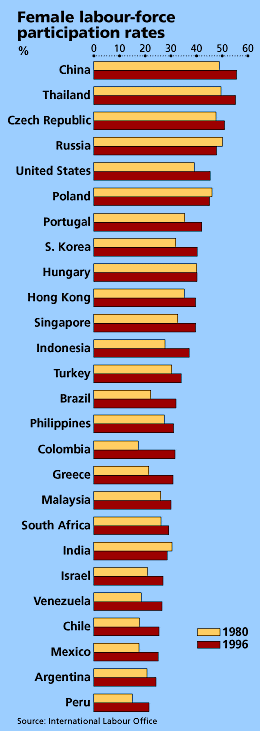 Female labour-force
participation rates
%
0 10 20 30 40 50 60
China
Thailand
Czech Republic
Russia
United States
Poland
Portugal
S. Korea
Hungary
Hong Kong
Singapore
Indonesia
Turkey
Brazil
Philippines
Colombia
Greece
Malaysia
South Africa
India
Israel
Venezuela
1980
Chile
1996
Mexico
Argentina
Peru
Source: International Labour Office